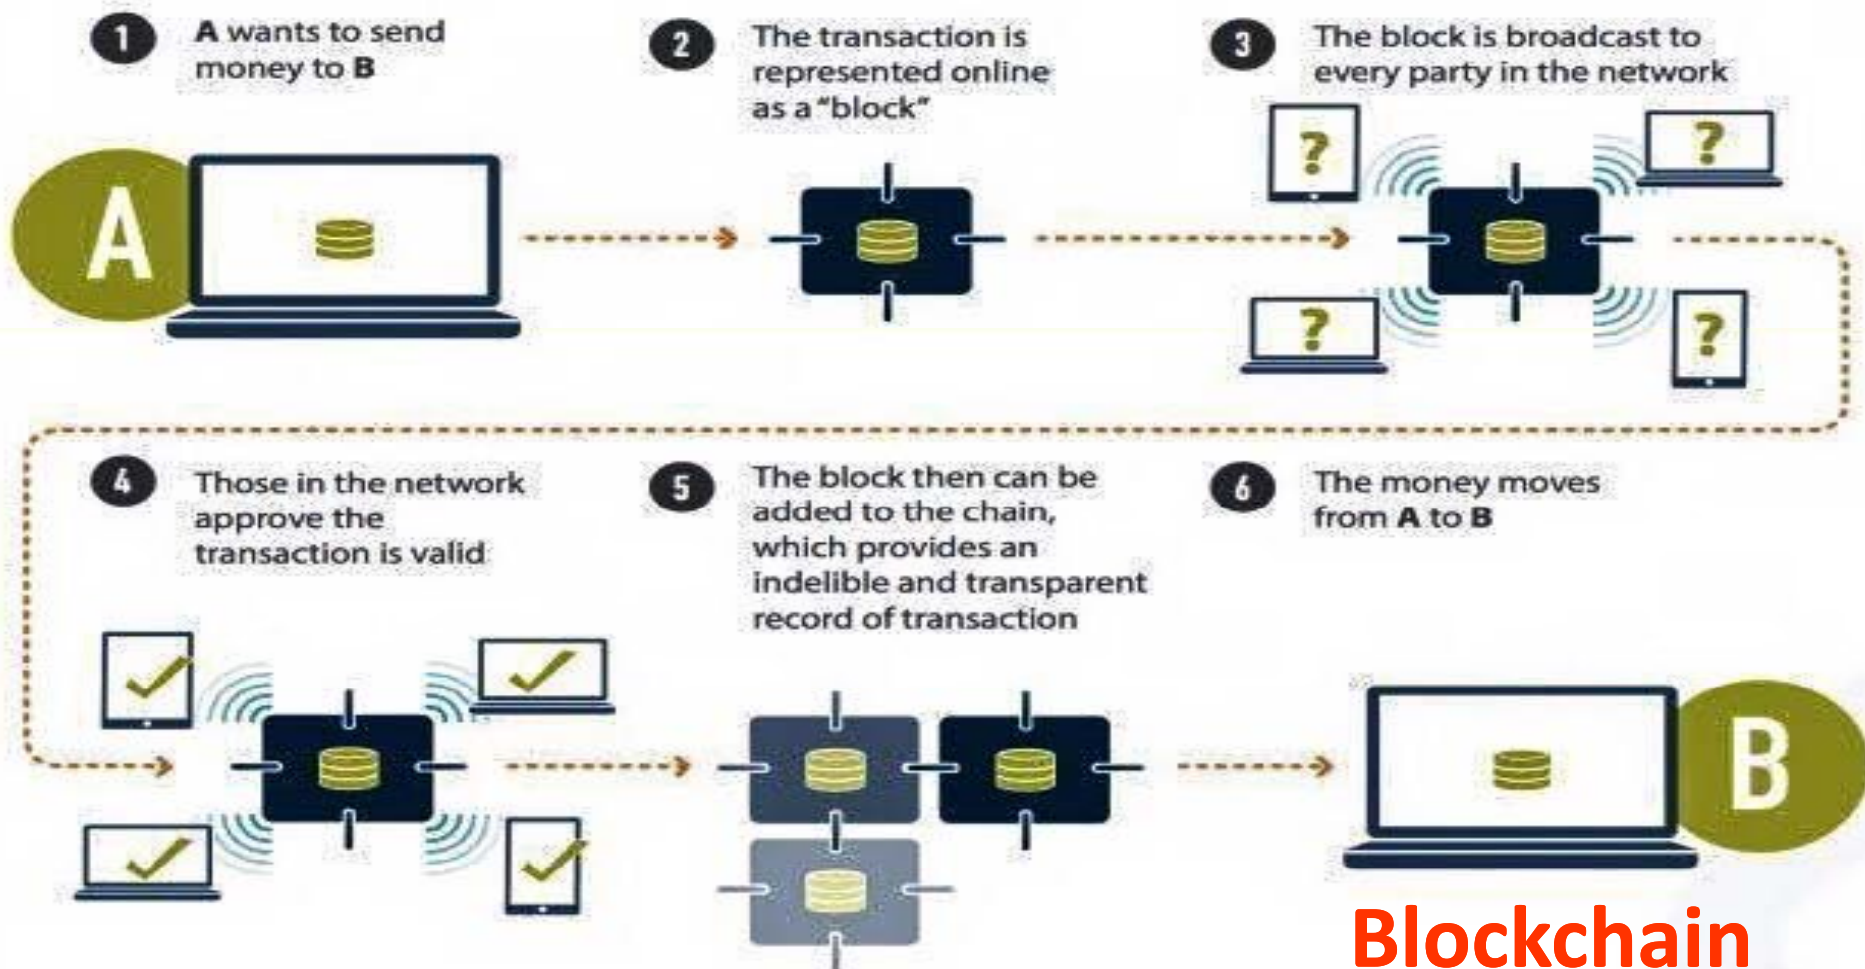 1
A wants to send
money to B
2
The transaction is
represented online
as a "block"
3
The block is broadcast to
every party in the network
A
?
?
?
?
4
Those in the network
approve the
transaction is valid
5
The block then can be
added to the chain,
which provides an
indelible and transparent
record of transaction
6
The money moves
from A to B
B
Blockchain